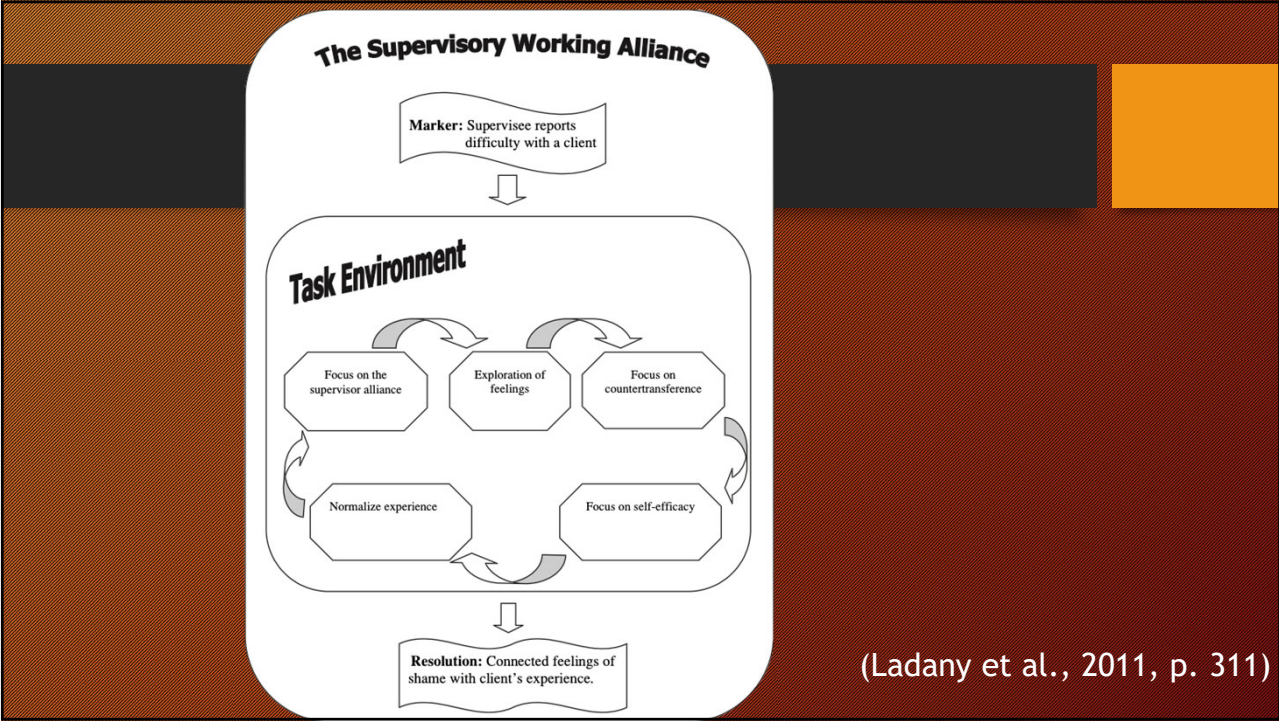 The Supervisory Working Alliance
Marker: Supervisee reports
difficulty with a client
Task Environment
Focus on the
supervisor alliance
Exploration of
feelings
Focus on
countertransference
Normalize experience
Focus on self-efficacy
Resolution: Connected feelings of
shame with client's experience.
(Ladany et al., 2011, p. 311)